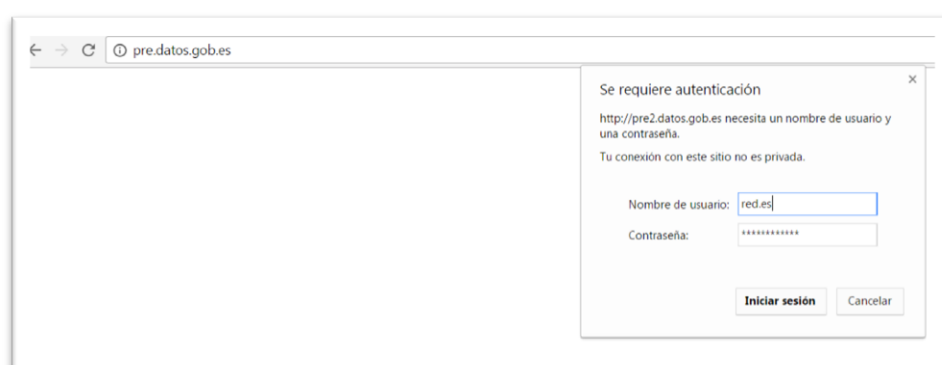 pre.datos.gob.es
Se requiere autenticación
http://pre2.datos.gob.es necesita un nombre de usuario y
una contraseña.
Tu conexión con este sitio no es privada.
Nombre de usuario: red.es
Contraseña: ************
Iniciar sesión Cancelar